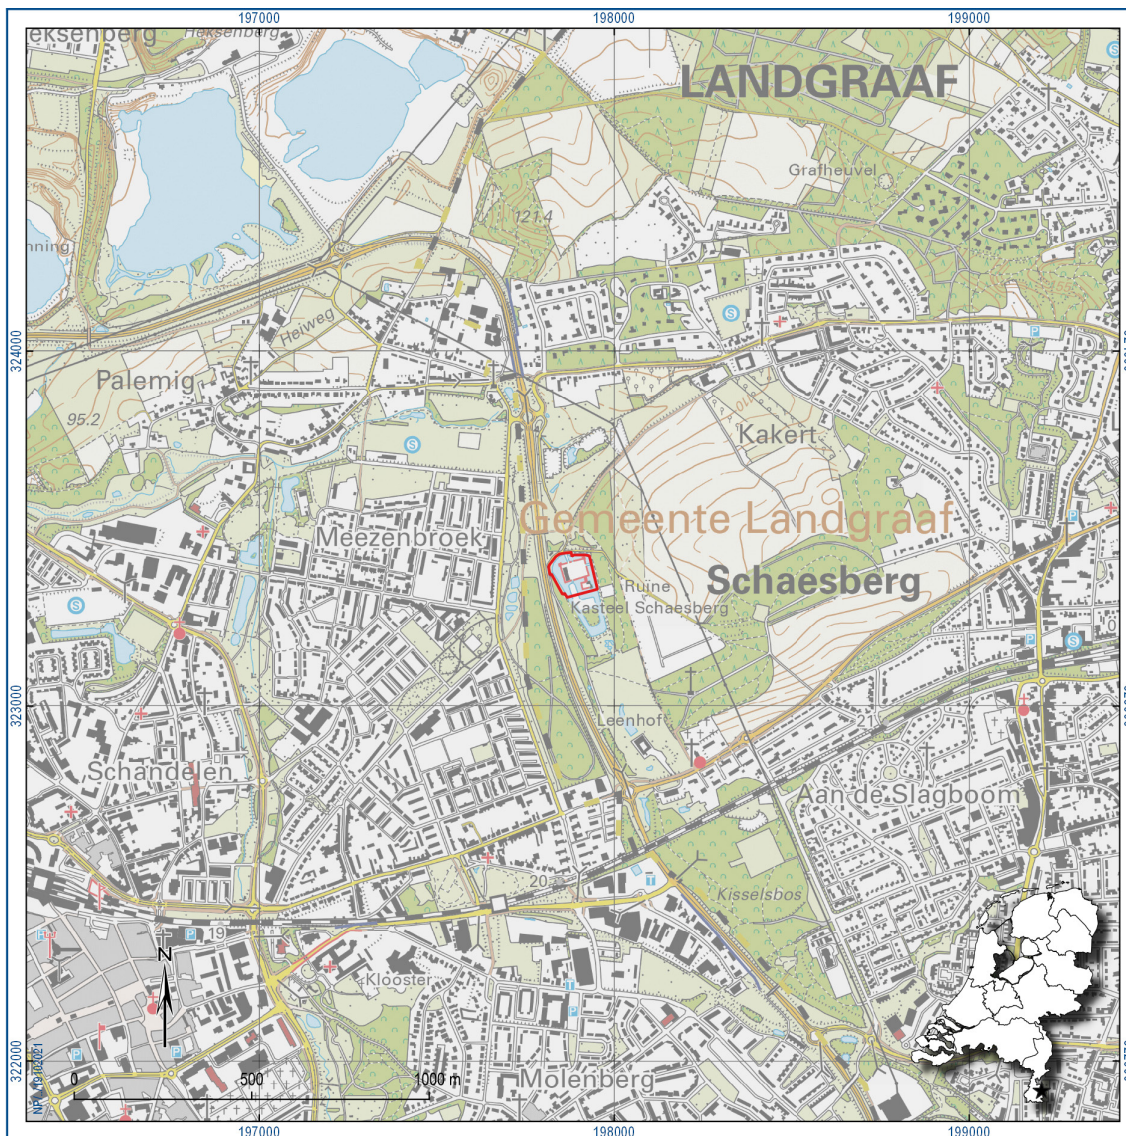 197000
198000
199000
eksenberg
Heksenberg
LANDGRAAF
Grafheuvel
121.4
nning
Heiweg
324000
Palemig
95.2
S
S
Kakert
Gemeente Landgraaf
Meezenbroek
Schaesberg
Ruïne
Kasteel Schaesberg
S
S
P
P
323000
Leenhof
21
Schandelen
Aan de Slagboom
20
Kisselsbos
19
P
H
N
Klooster
P
P
P
322000
0
500
1000 m
Molenberg
197000
198000
199000